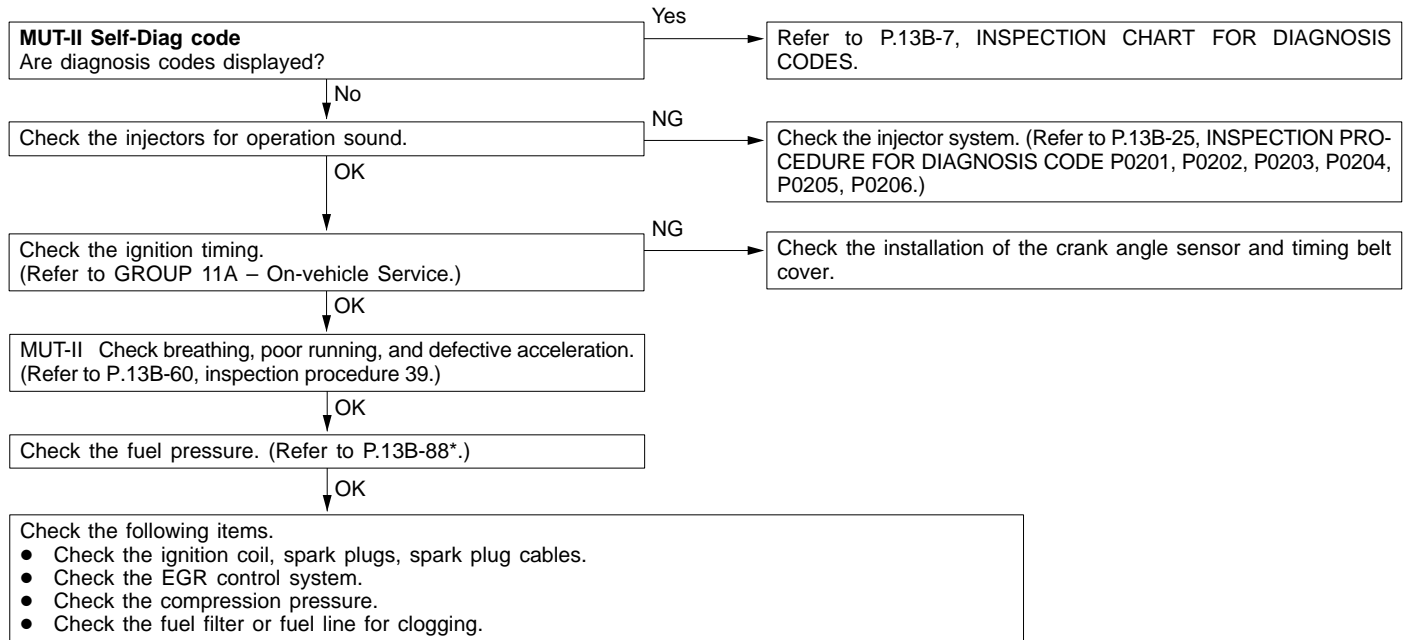 Yes
MUT-II Self-Diag code
Are diagnosis codes displayed?
Refer to P.13B-7, INSPECTION CHART FOR DIAGNOSIS
CODES.
No
NG
Check the injectors for operation sound.
Check the injector system. (Refer to P.13B-25, INSPECTION PRO-
CEDURE FOR DIAGNOSIS CODE P0201, P0202, P0203, P0204,
P0205, P0206.)
OK
NG
Check the ignition timing.
(Refer to GROUP 11A – On-vehicle Service.)
Check the installation of the crank angle sensor and timing belt
cover.
OK
MUT-II Check breathing, poor running, and defective acceleration.
(Refer to P.13B-60, inspection procedure 39.)
OK
Check the fuel pressure. (Refer to P.13B-88*.)
OK
Check the following items.
● Check the ignition coil, spark plugs, spark plug cables.
● Check the EGR control system.
● Check the compression pressure.
● Check the fuel filter or fuel line for clogging.